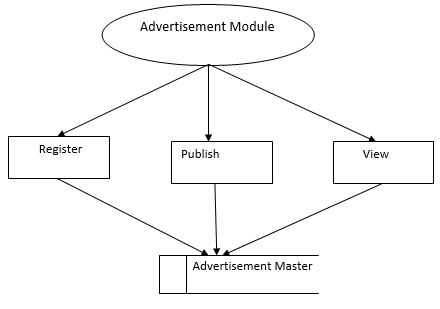 Advertisement Module
Register
Publish
View
Advertisement Master